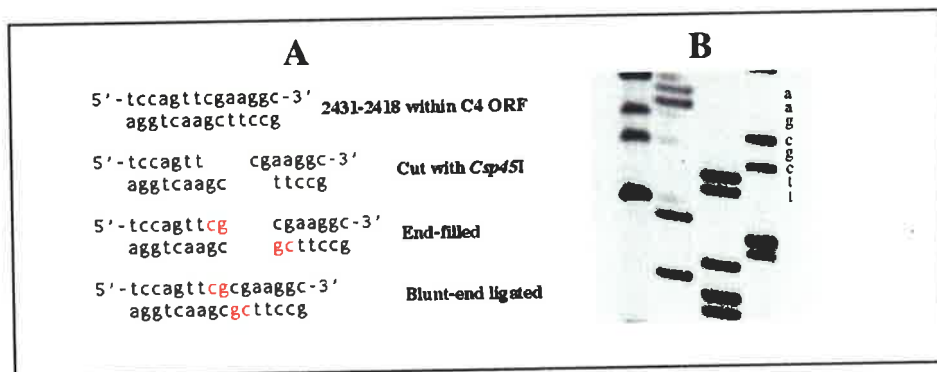 A
5'-tccagttcgaaggc-3'
aggtcaagcttccg
2431-2418 within C4 ORF
5'-tccagtt cgaaggc-3'
aggtcaagc ttccg
Cut with Csp45I
5'-tccagttcg cgaaggc-3'
aggtcaagc gcttccg
End-filled
5'-tccagttcgcgaaggc-3'
aggtcaagcgcttccg
Blunt-end ligated
B
a
a
g
c
g
c
t
t